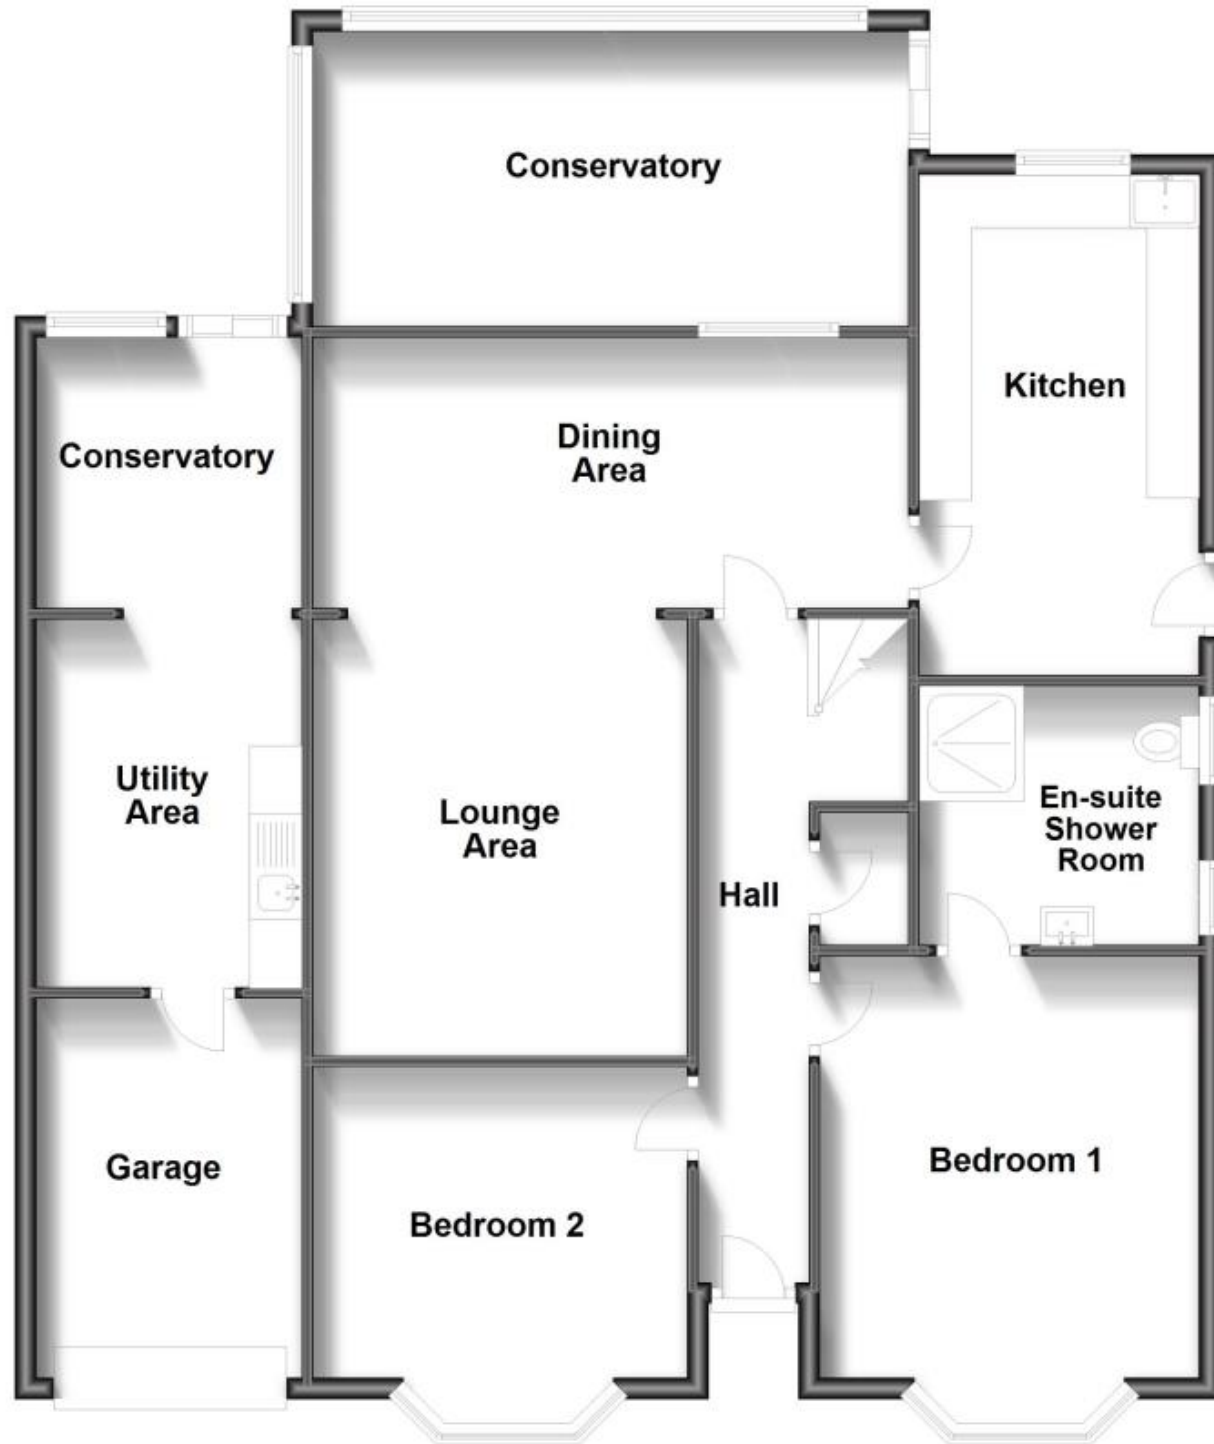 Conservatory
Kitchen
Dining
Area
Conservatory
Utility
Area
Lounge
Area
En-suite
Shower
Room
Hall
Garage
Bedroom 2
Bedroom 1